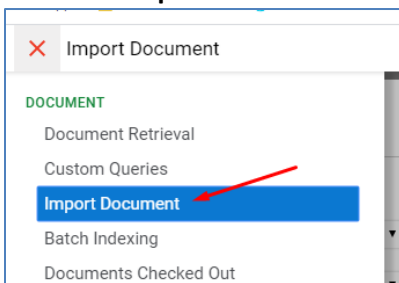 Import Document
DOCUMENT
Document Retrieval
Custom Queries
Import Document
Batch Indexing
Documents Checked Out